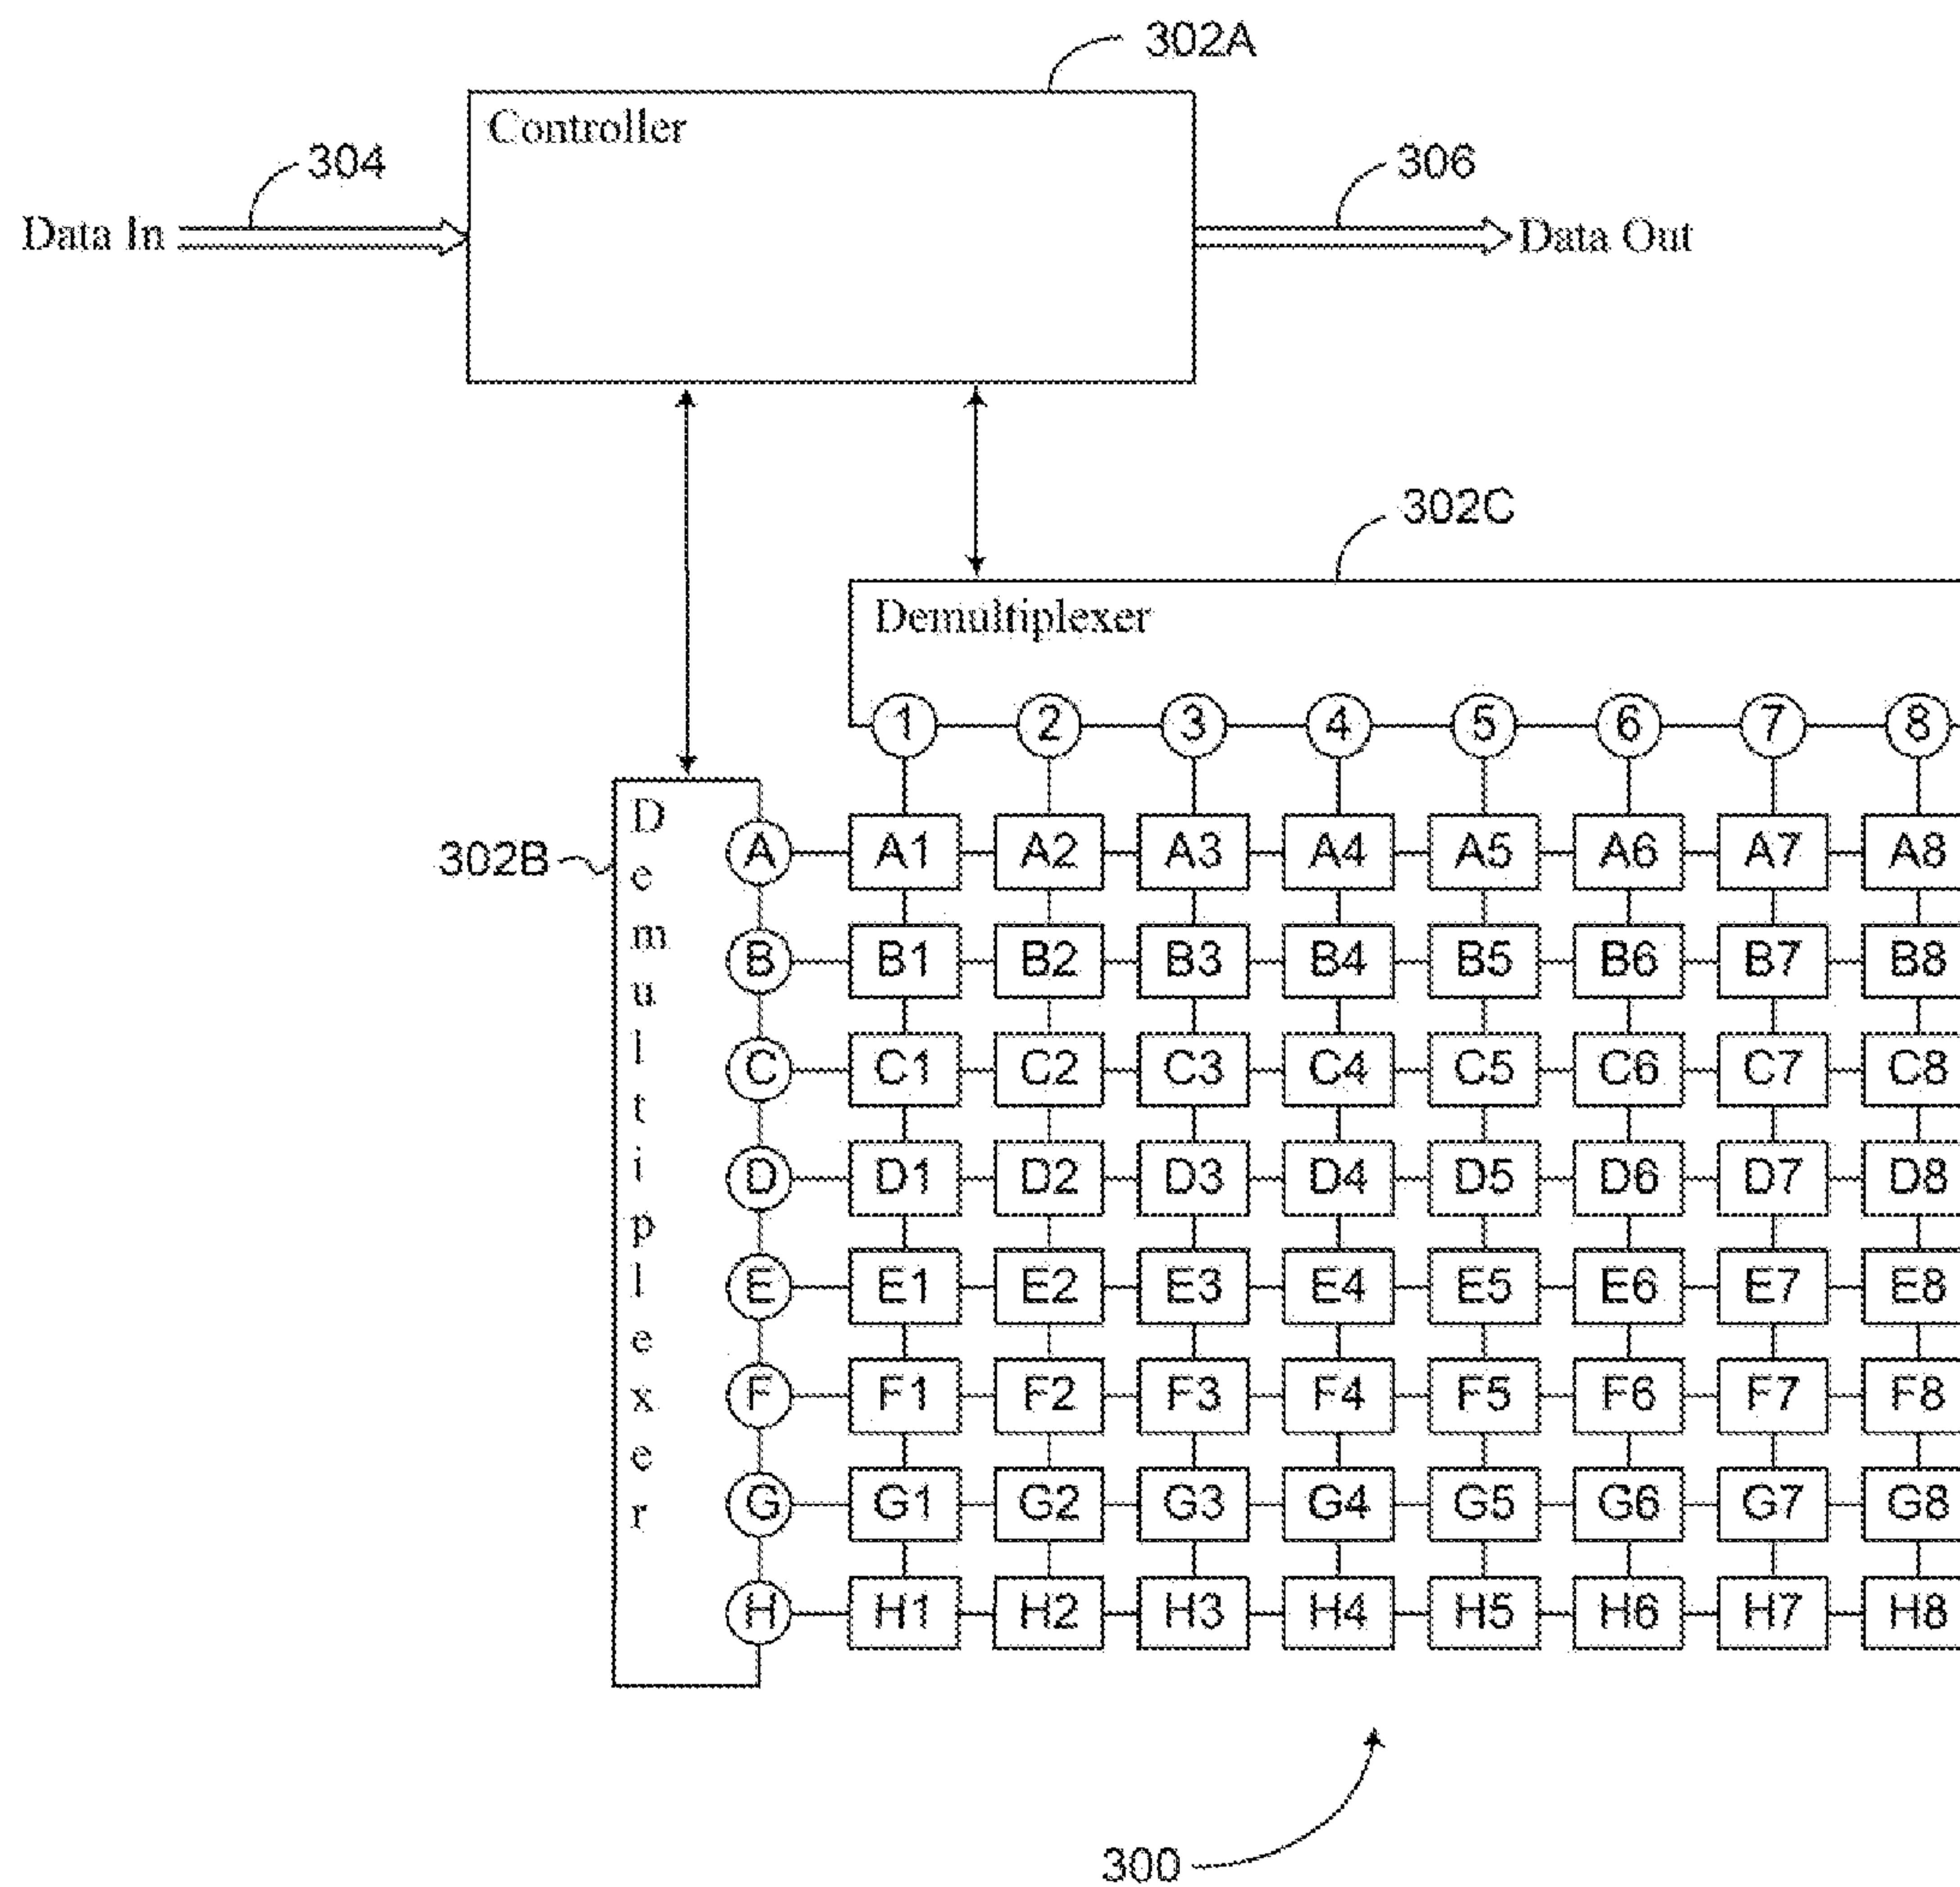 302A
Controller
304
306
Data In
Data Out
302C
Demultiplexer
1 2 3 4 5 6 7 8
302B
Demultiplexer
A A1 A2 A3 A4 A5 A6 A7 A8
B B1 B2 B3 B4 B5 B6 B7 B8
C C1 C2 C3 C4 C5 C6 C7 C8
D D1 D2 D3 D4 D5 D6 D7 D8
E E1 E2 E3 E4 E5 E6 E7 E8
F F1 F2 F3 F4 F5 F6 F7 F8
G G1 G2 G3 G4 G5 G6 G7 G8
H H1 H2 H3 H4 H5 H6 H7 H8
300